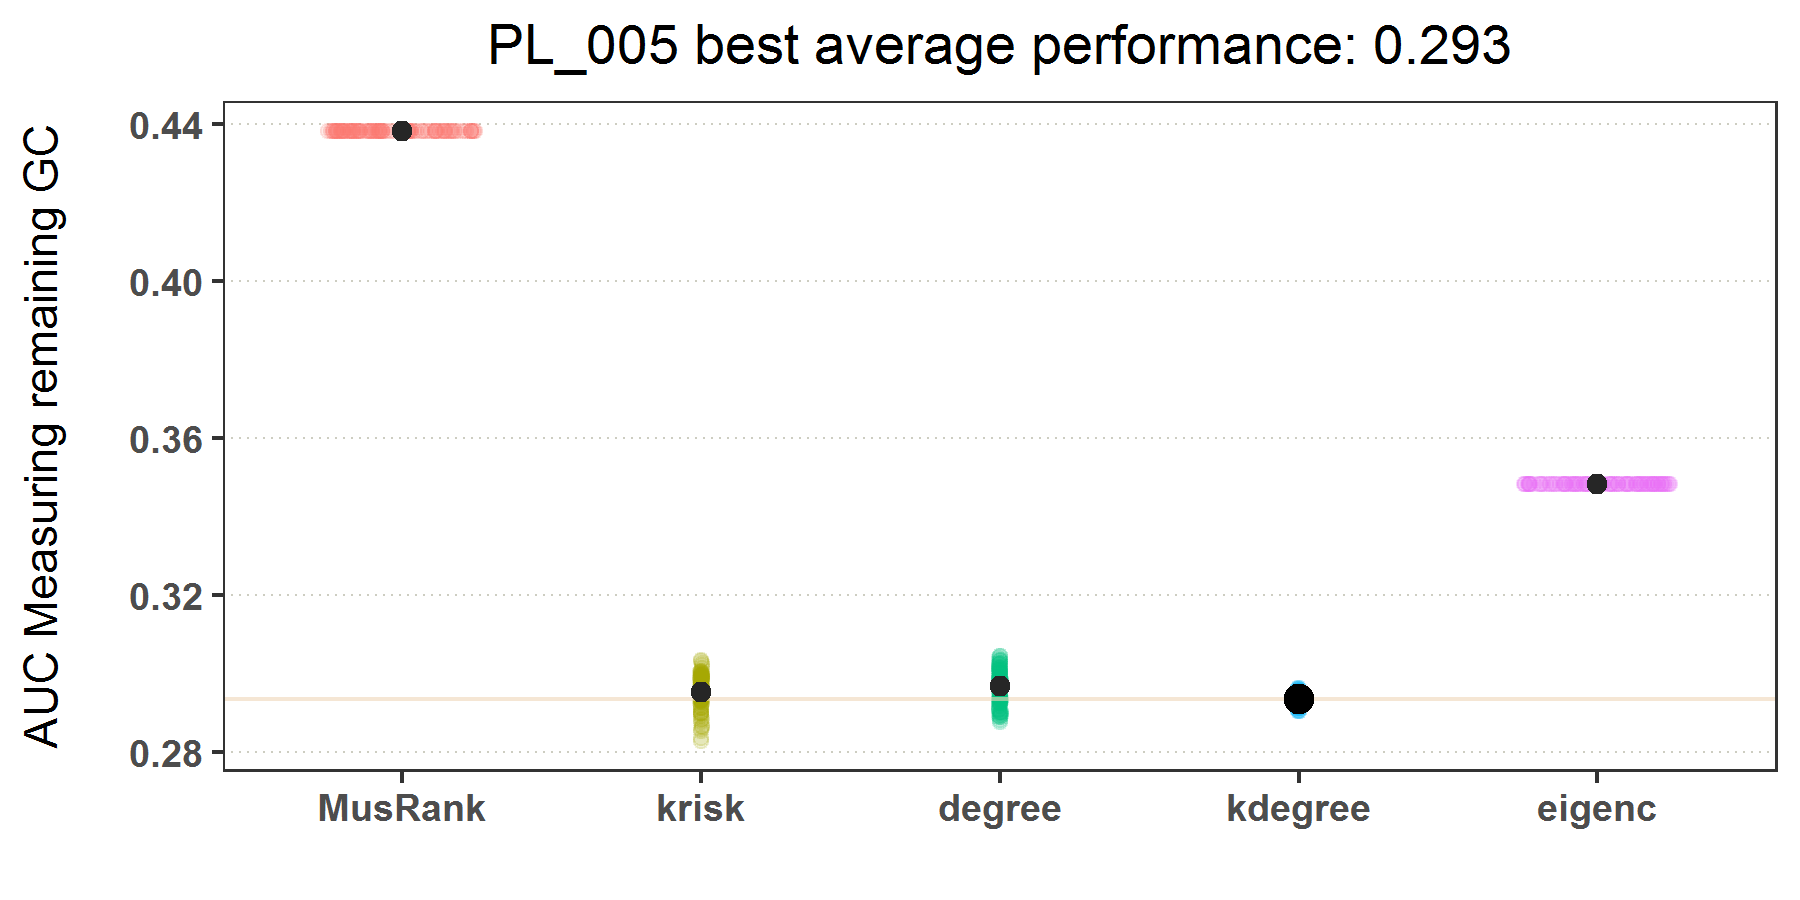 PL_005 best average performance: 0.293
AUC Measuring remaining GC
0.44
0.40
0.36
0.32
0.28
MusRank krisk degree kdegree eigenc